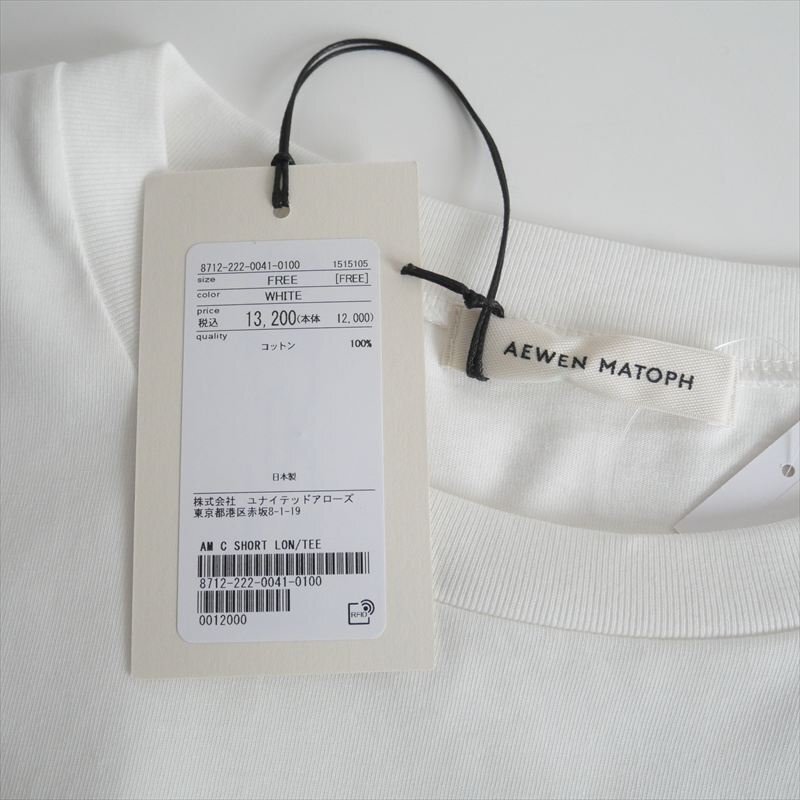 8712-222-0041-0100 1515105
size FREE [FREE]
color WHITE
price
税込 13,200(本体 12,000)
quality
コットン 100%
日本製
株式会社 ユナイテッドアローズ
東京都港区赤坂8-1-19
AM C SHORT LON/TEE
8712-222-0041-0100
0012000
RFID
AEWEN MATOPH